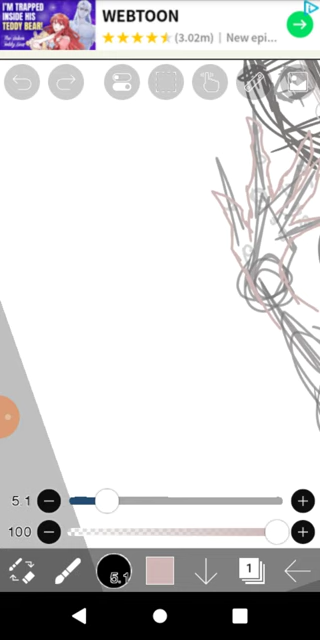 I'M TRAPPED
INSIDE HIS
TEDDY BEAR!
WEBTOON
(3.02m) | New epi...
5.1
100
5.1
1